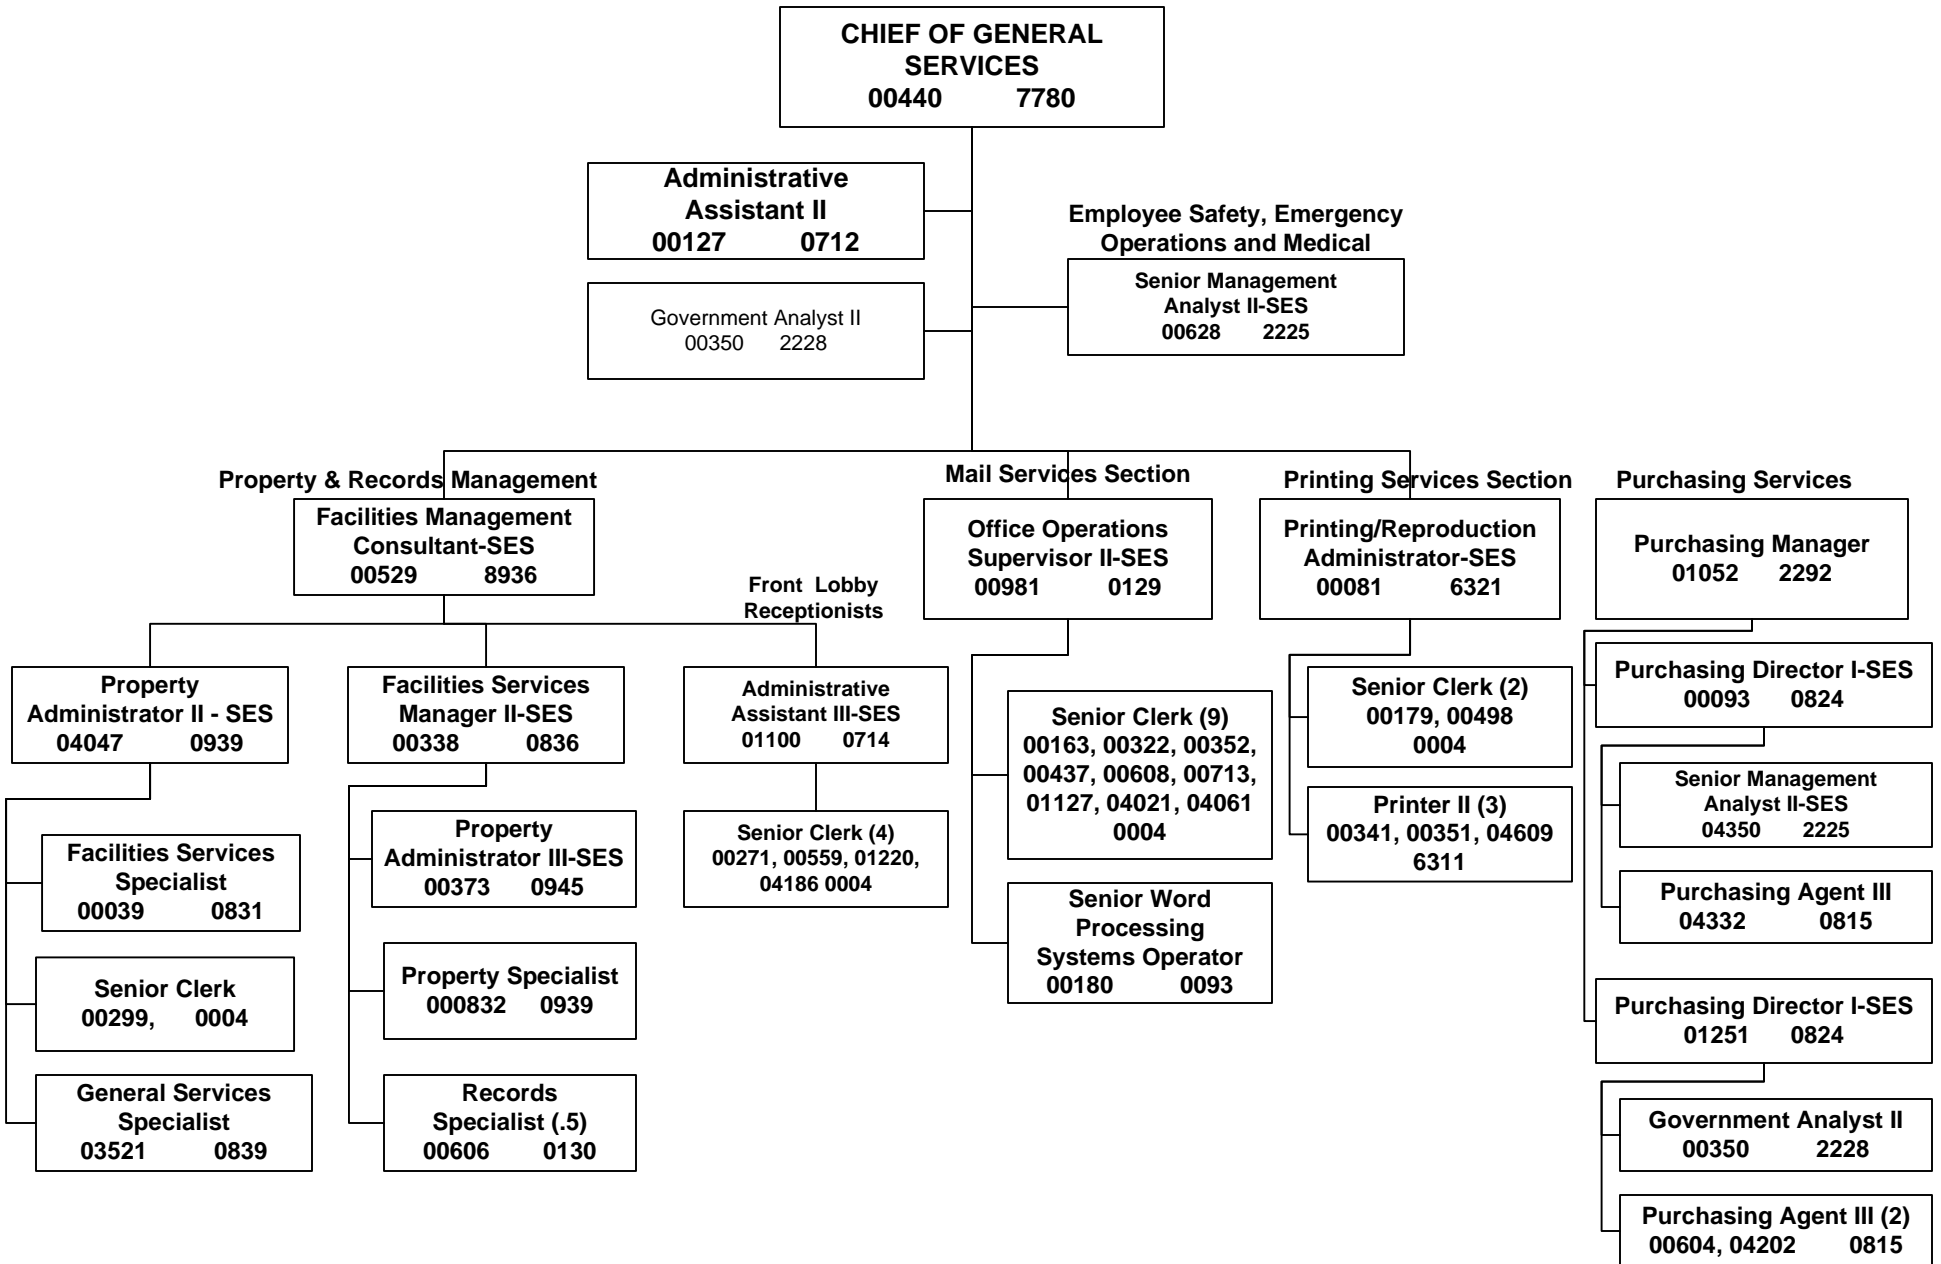 CHIEF OF GENERAL
SERVICES
00440 7780
Administrative
Assistant II
00127 0712
Employee Safety, Emergency
Operations and Medical
Senior Management
Analyst II-SES
00628 2225
Government Analyst II
00350 2228
Property & Records Management
Facilities Management
Consultant-SES
00529 8936
Property
Administrator II - SES
04047 0939
Facilities Services
Specialist
00039 0831
Senior Clerk
00299, 0004
General Services
Specialist
03521 0839
Facilities Services
Manager II-SES
00338 0836
Property
Administrator III-SES
00373 0945
Property Specialist
000832 0939
Records
Specialist (.5)
00606 0130
Front Lobby
Receptionists
Administrative
Assistant III-SES
01100 0714
Senior Clerk (4)
00271, 00559, 01220,
04186 0004
Mail Services Section
Office Operations
Supervisor II-SES
00981 0129
Senior Clerk (9)
00163, 00322, 00352,
00437, 00608, 00713,
01127, 04021, 04061
0004
Senior Word
Processing
Systems Operator
00180 0093
Printing Services Section
Printing/Reproduction
Administrator-SES
00081 6321
Senior Clerk (2)
00179, 00498
0004
Printer II (3)
00341, 00351, 04609
6311
Purchasing Services
Purchasing Manager
01052 2292
Purchasing Director I-SES
00093 0824
Senior Management
Analyst II-SES
04350 2225
Purchasing Agent III
04332 0815
Purchasing Director I-SES
01251 0824
Government Analyst II
00350 2228
Purchasing Agent III (2)
00604, 04202 0815